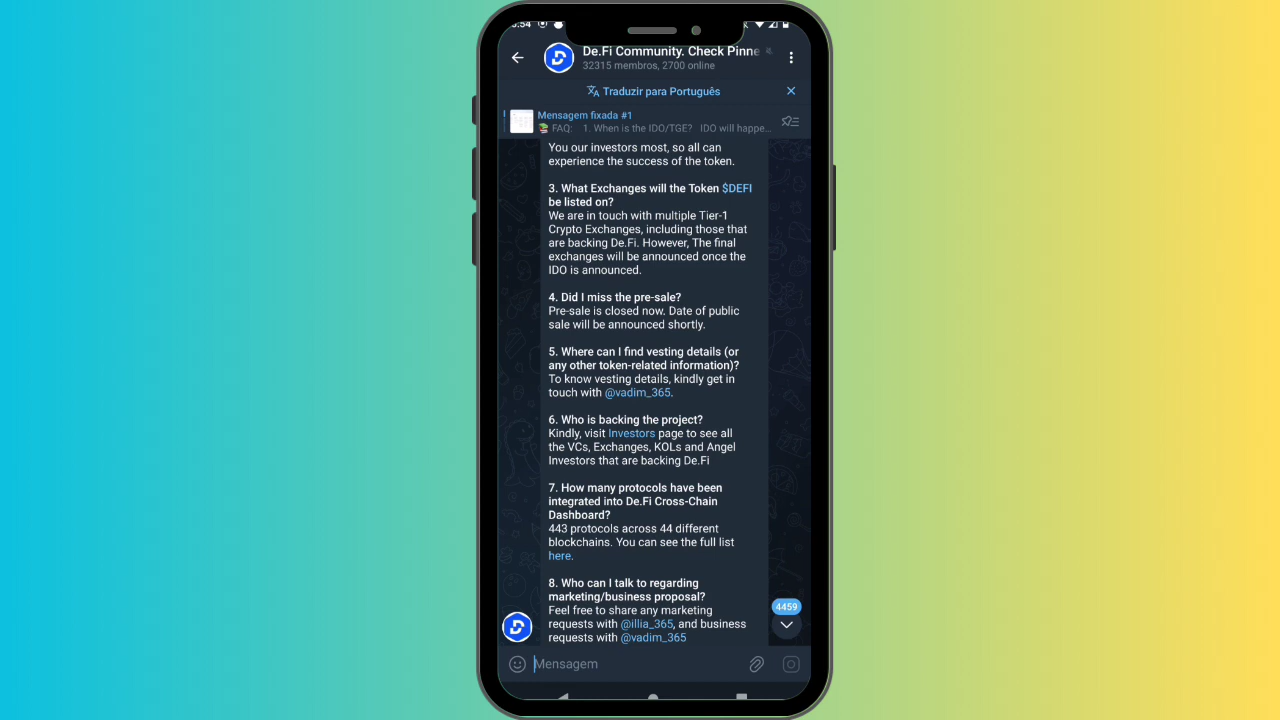 5:54
De.Fi Community. Check Pinne
32315 membros, 2700 online
Traduzir para Português
Mensagem fixada #1
FAQ: 1. When is the IDO/TGE? IDO will happe...
You our investors most, so all can
experience the success of the token.
3. What Exchanges will the Token $DEFI
be listed on?
We are in touch with multiple Tier-1
Crypto Exchanges, including those that
are backing De.Fi. However, The final
exchanges will be announced once the
IDO is announced.
4. Did I miss the pre-sale?
Pre-sale is closed now. Date of public
sale will be announced shortly.
5. Where can I find vesting details (or
any other token-related information)?
To know vesting details, kindly get in
touch with @vadim_365.
6. Who is backing the project?
Kindly, visit Investors page to see all
the VCs, Exchanges, KOLs and Angel
Investors that are backing De.Fi
7. How many protocols have been
integrated into De.Fi Cross-Chain
Dashboard?
443 protocols across 44 different
blockchains. You can see the full list
here.
8. Who can I talk to regarding
marketing/business proposal?
Feel free to share any marketing
requests with @illia_365, and business
requests with @vadim_365
4459
Mensagem